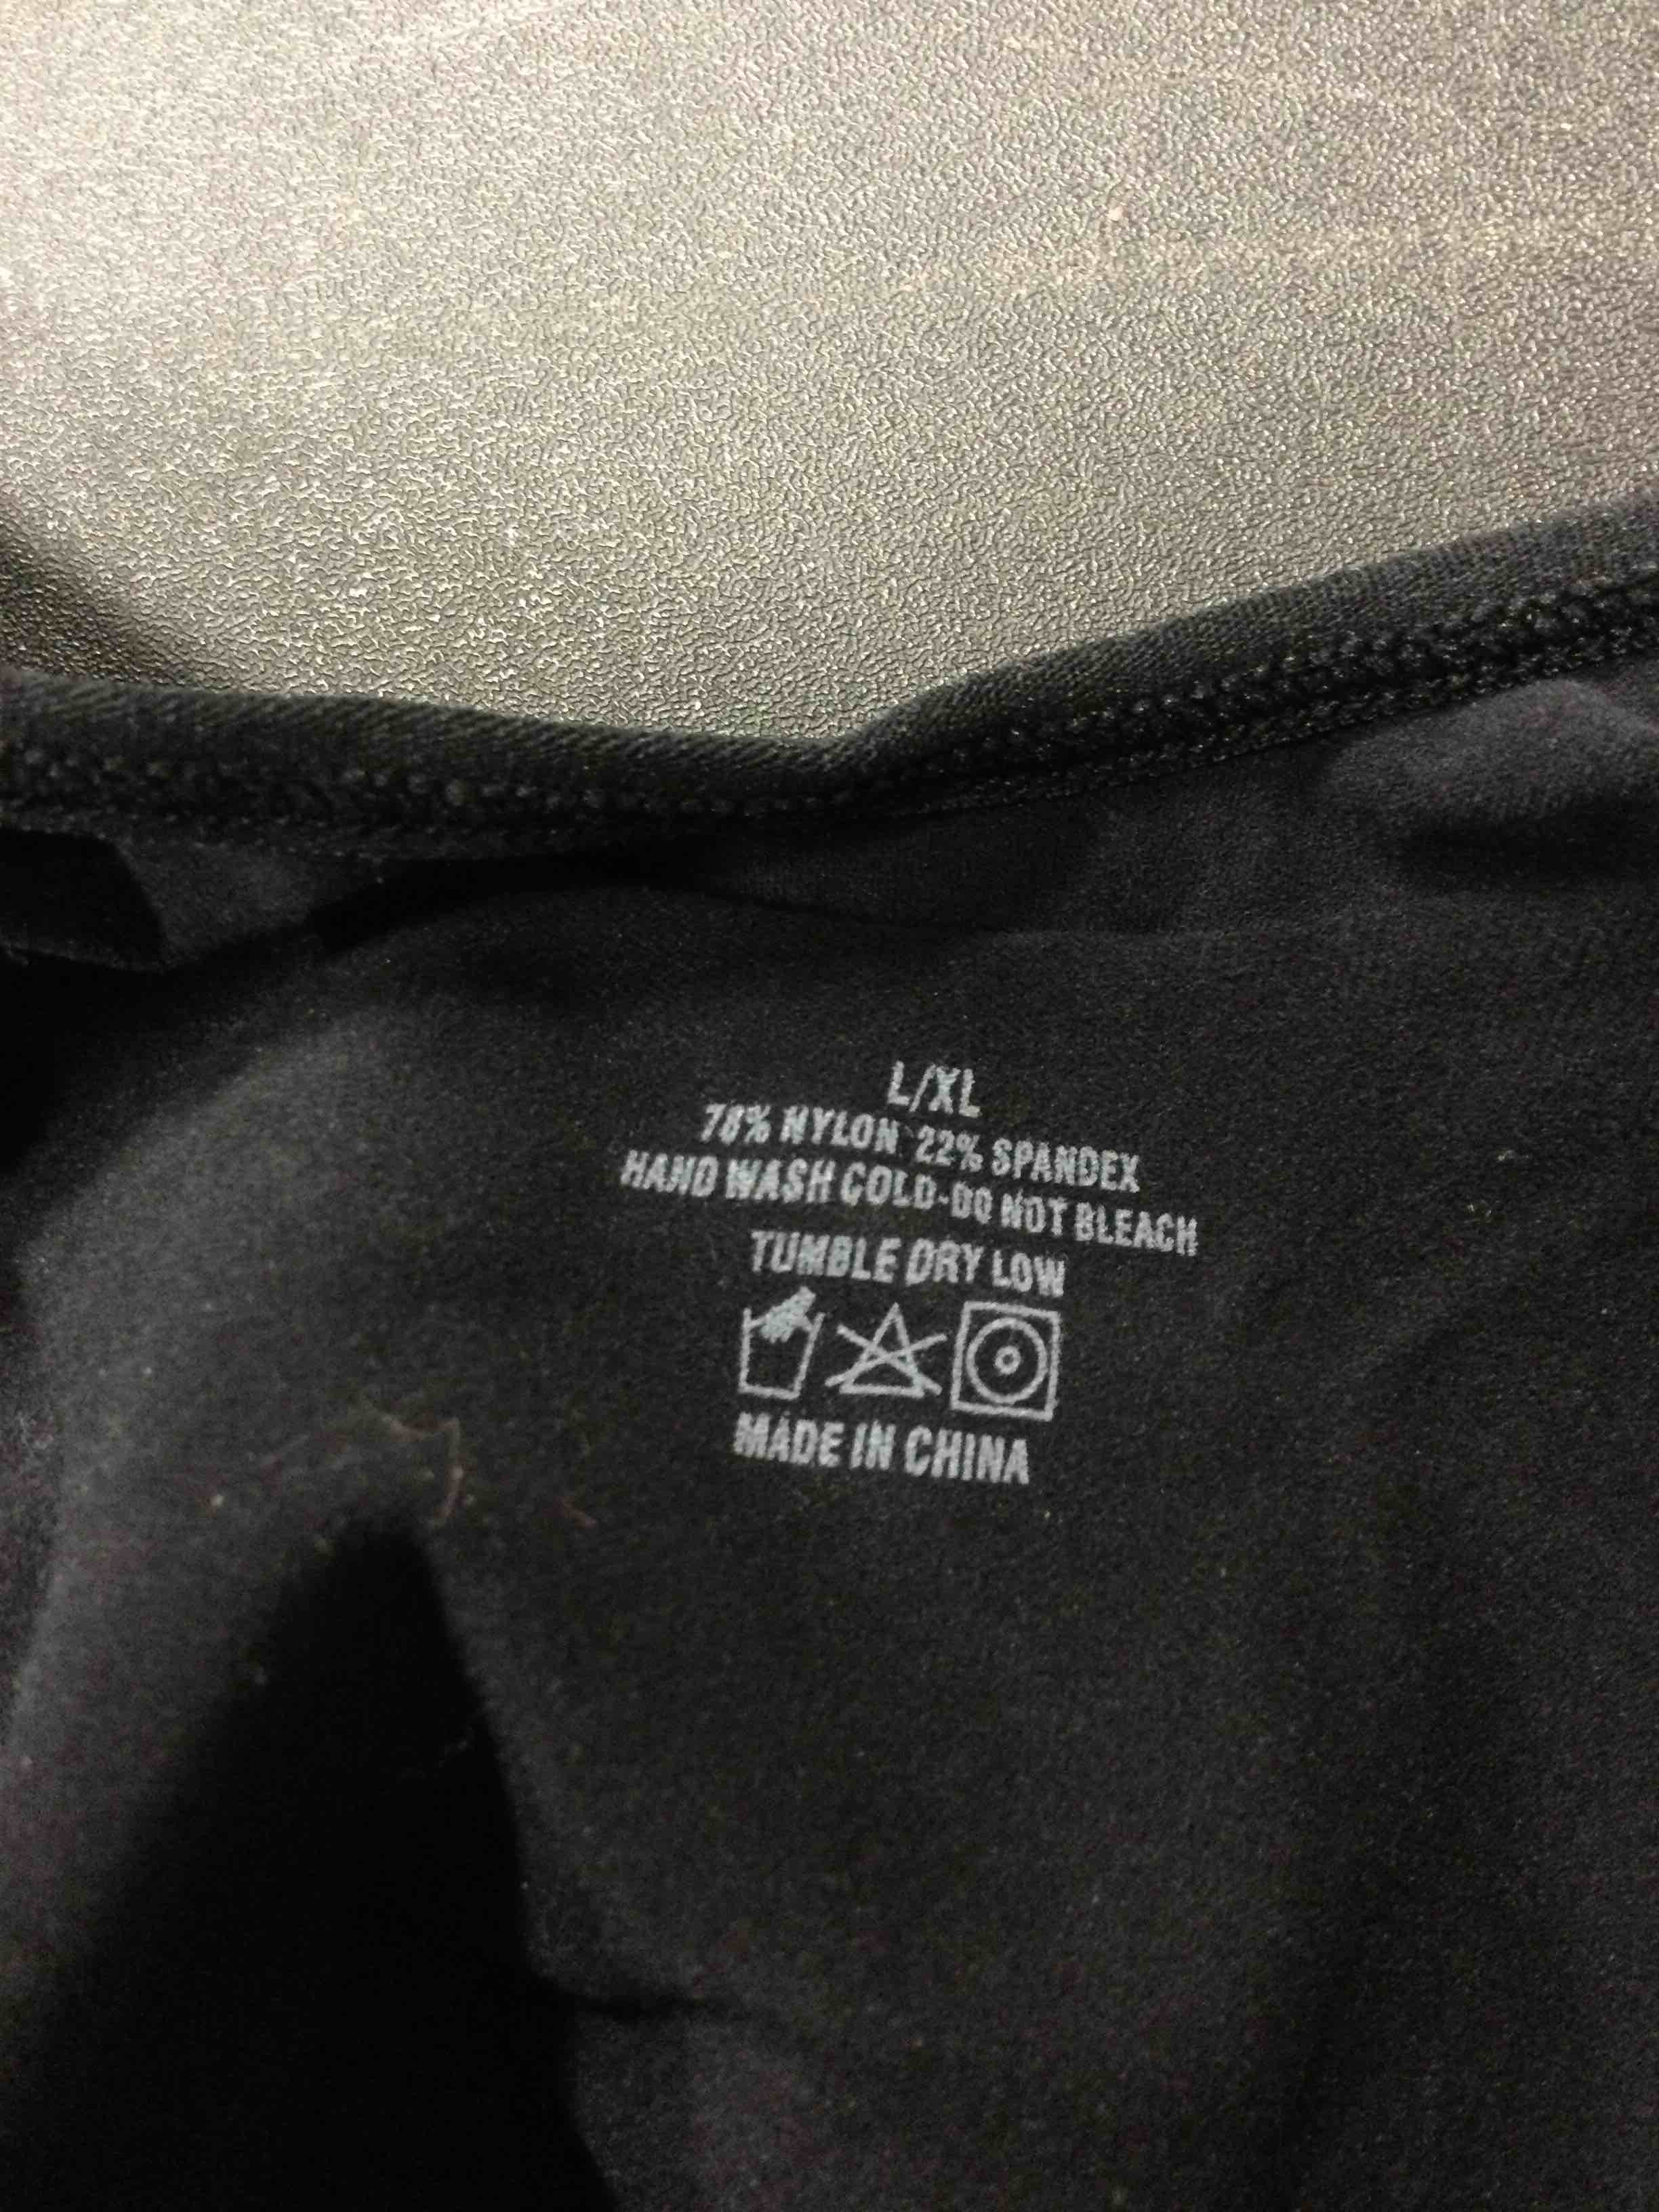 L/XL
78% NYLON 22% SPANDEX
HAND WASH COLD-DO NOT BLEACH
TUMBLE DRY LOW
MADE IN CHINA